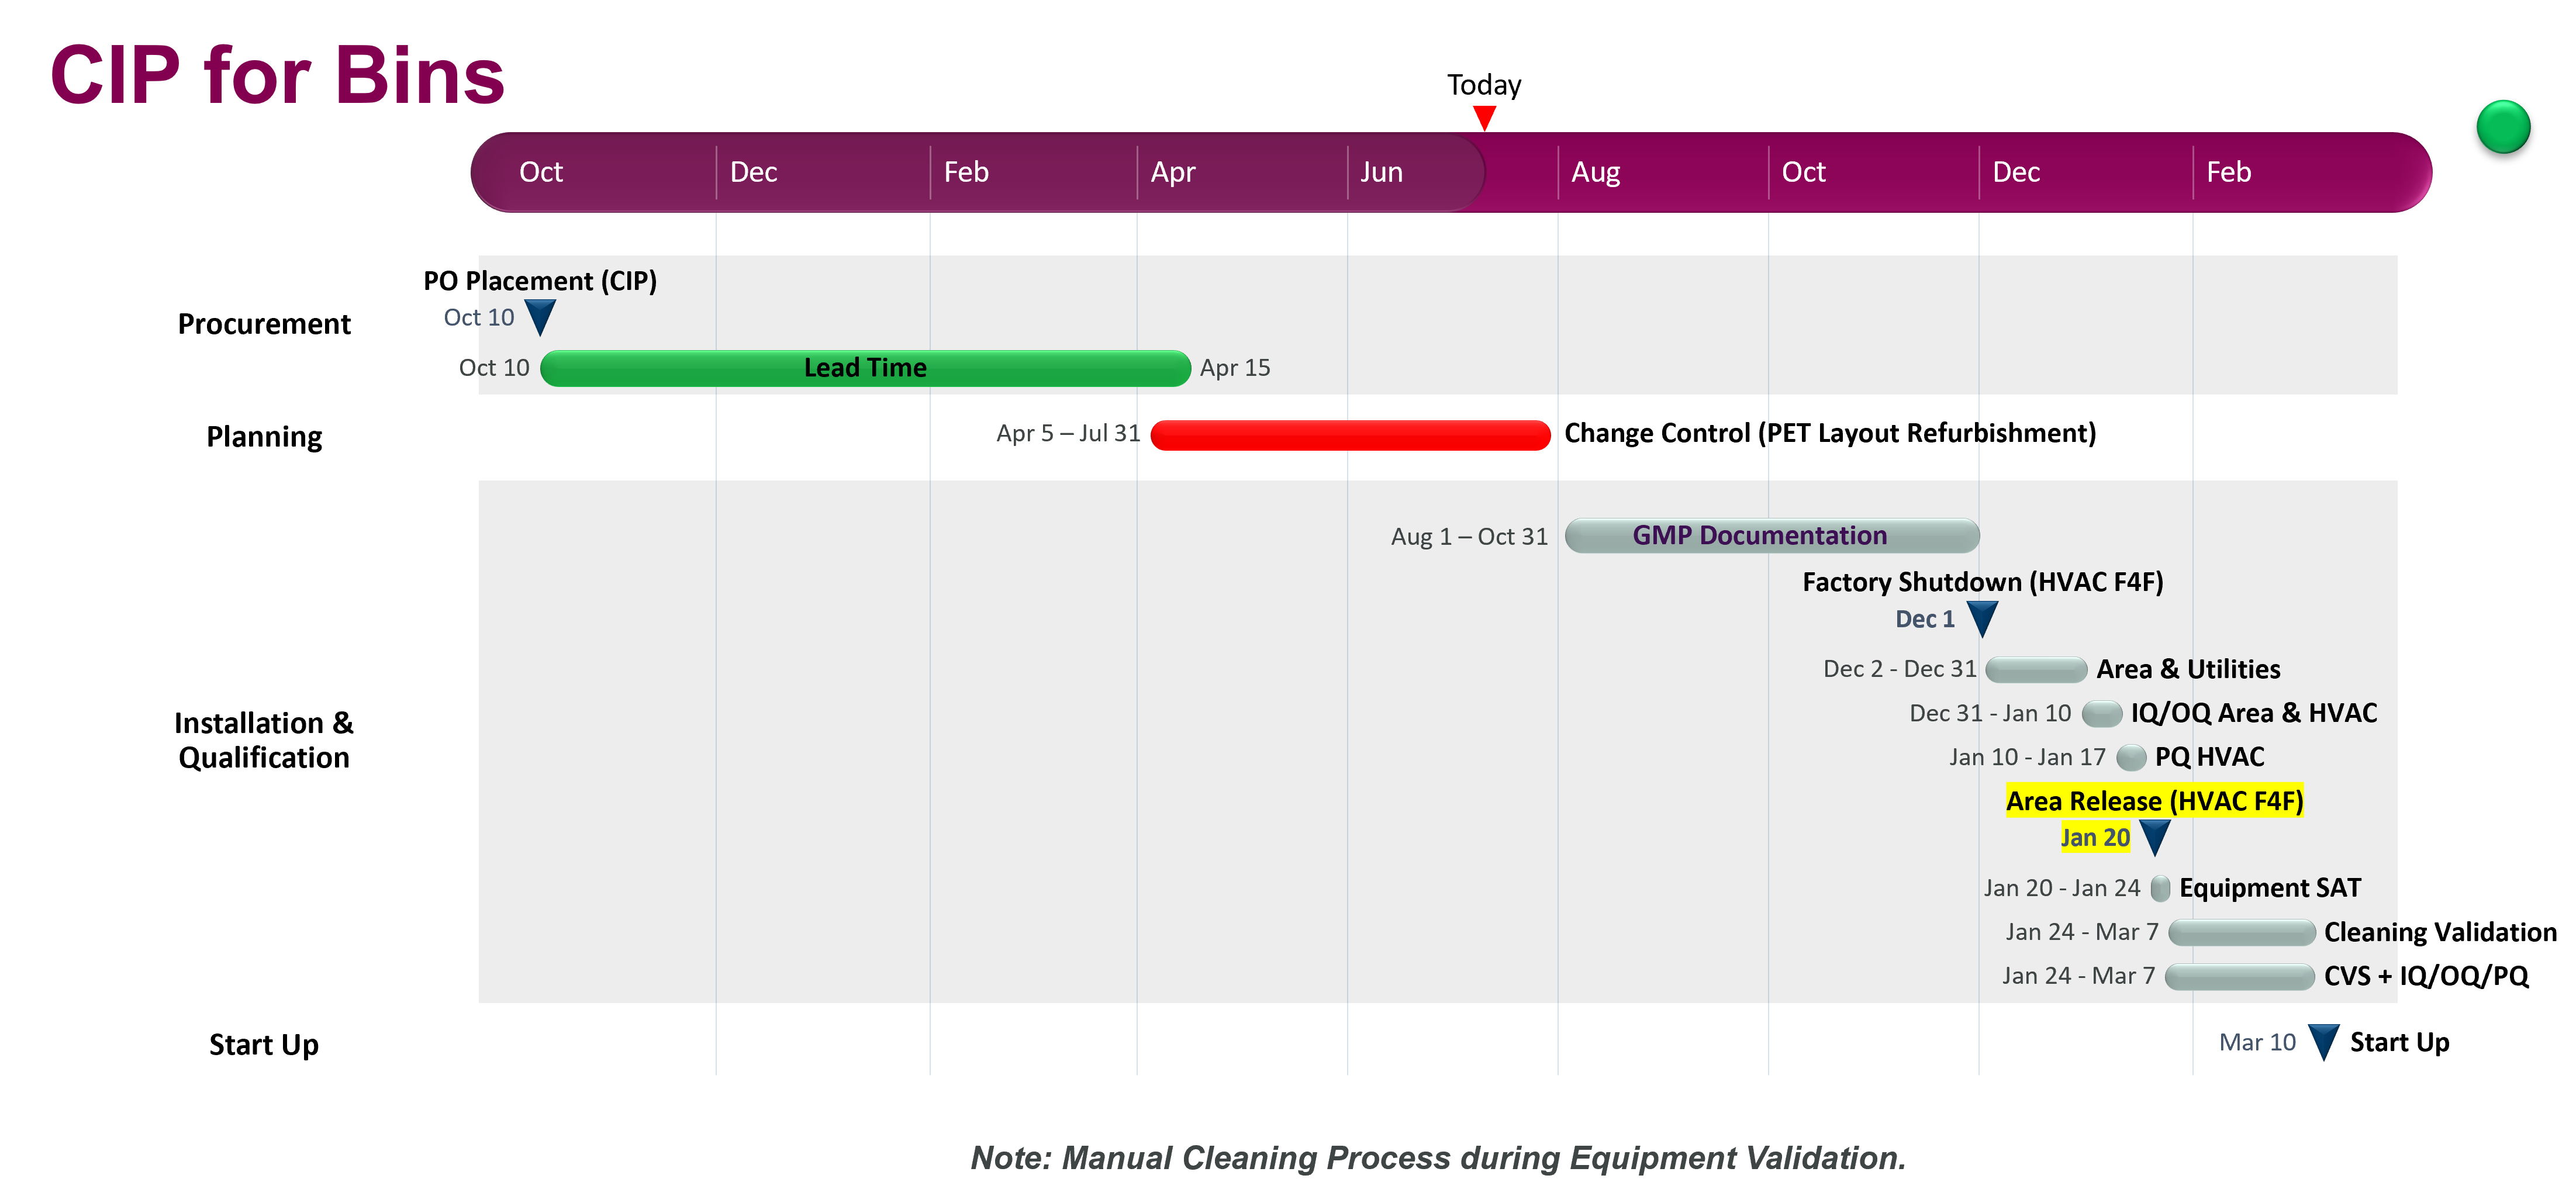 CIP for Bins
Today
Oct Dec Feb Apr Jun Aug Oct Dec Feb
Procurement
PO Placement (CIP)
Oct 10
Oct 10 Lead Time Apr 15
Planning
Apr 5 – Jul 31 Change Control (PET Layout Refurbishment)
Installation &
Qualification
Aug 1 – Oct 31 GMP Documentation
Factory Shutdown (HVAC F4F)
Dec 1
Dec 2 - Dec 31 Area & Utilities
Dec 31 - Jan 10 IQ/OQ Area & HVAC
Jan 10 - Jan 17 PQ HVAC
Area Release (HVAC F4F)
Jan 20
Jan 20 - Jan 24 Equipment SAT
Jan 24 - Mar 7 Cleaning Validation
Jan 24 - Mar 7 CVS + IQ/OQ/PQ
Start Up
Mar 10 Start Up
Note: Manual Cleaning Process during Equipment Validation.